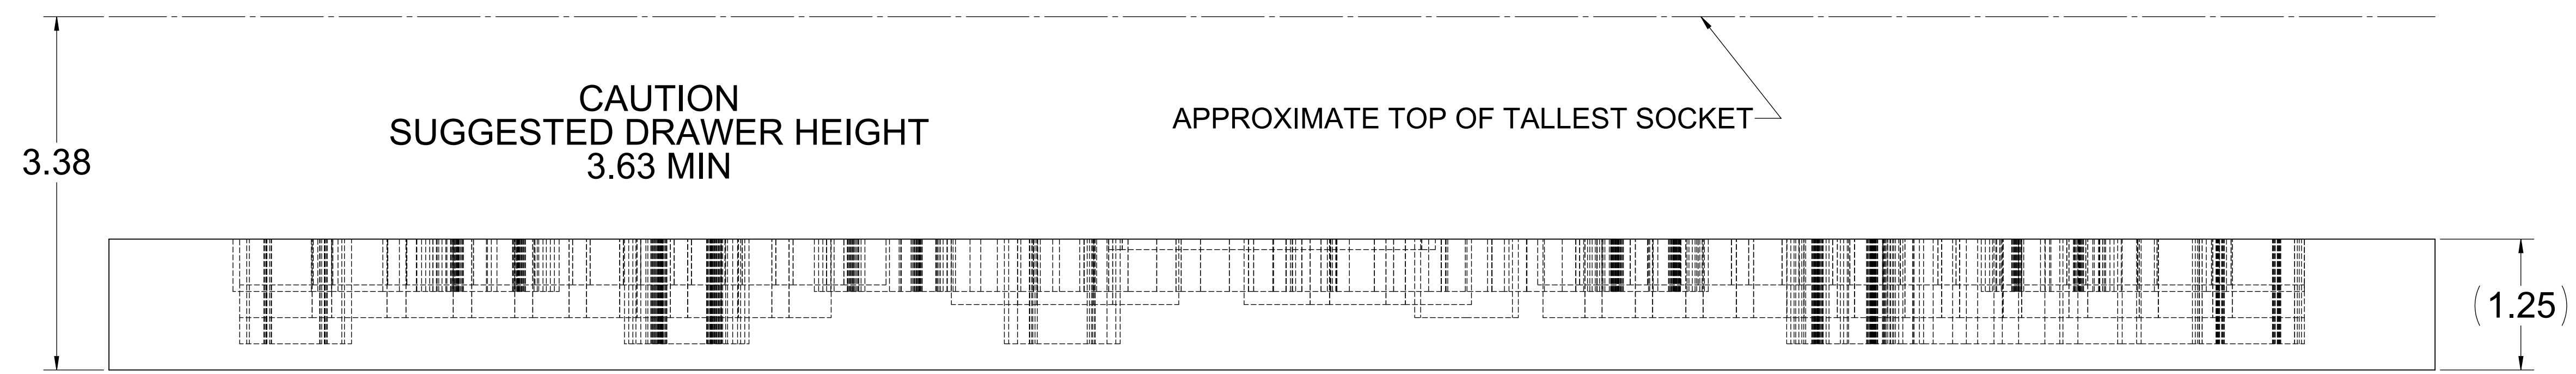 CAUTION
SUGGESTED DRAWER HEIGHT
3.63 MIN
APPROXIMATE TOP OF TALLEST SOCKET
3.38
(1.25)